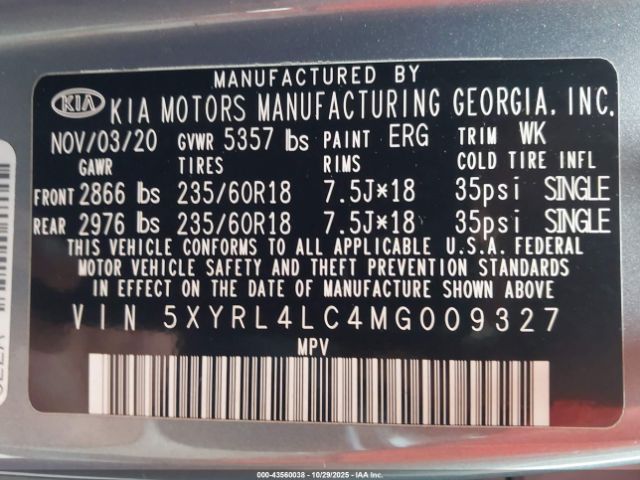 MANUFACTURED BY
KIA KIA MOTORS MANUFACTURING GEORGIA. INC.
NOV/03/20 GVWR 5357 lbs PAINT ERG TRIM WK
GAWR TIRES RIMS COLD TIRE INFL
FRONT 2866 lbs 235/60R18 7.5J×18 35psi SINGLE
REAR 2976 lbs 235/60R18 7.5J×18 35psi SINGLE
THIS VEHICLE CONFORMS TO ALL APPLICABLE U.S.A. FEDERAL
MOTOR VEHICLE SAFETY AND THEFT PREVENTION STANDARDS
IN EFFECT ON THE DATE OF MANUFACTURE SHOWN ABOVE.
VIN 5XYRL4LC4MG009327
MPV
000-43560038 - 10/29/2025 - IAAI.COM